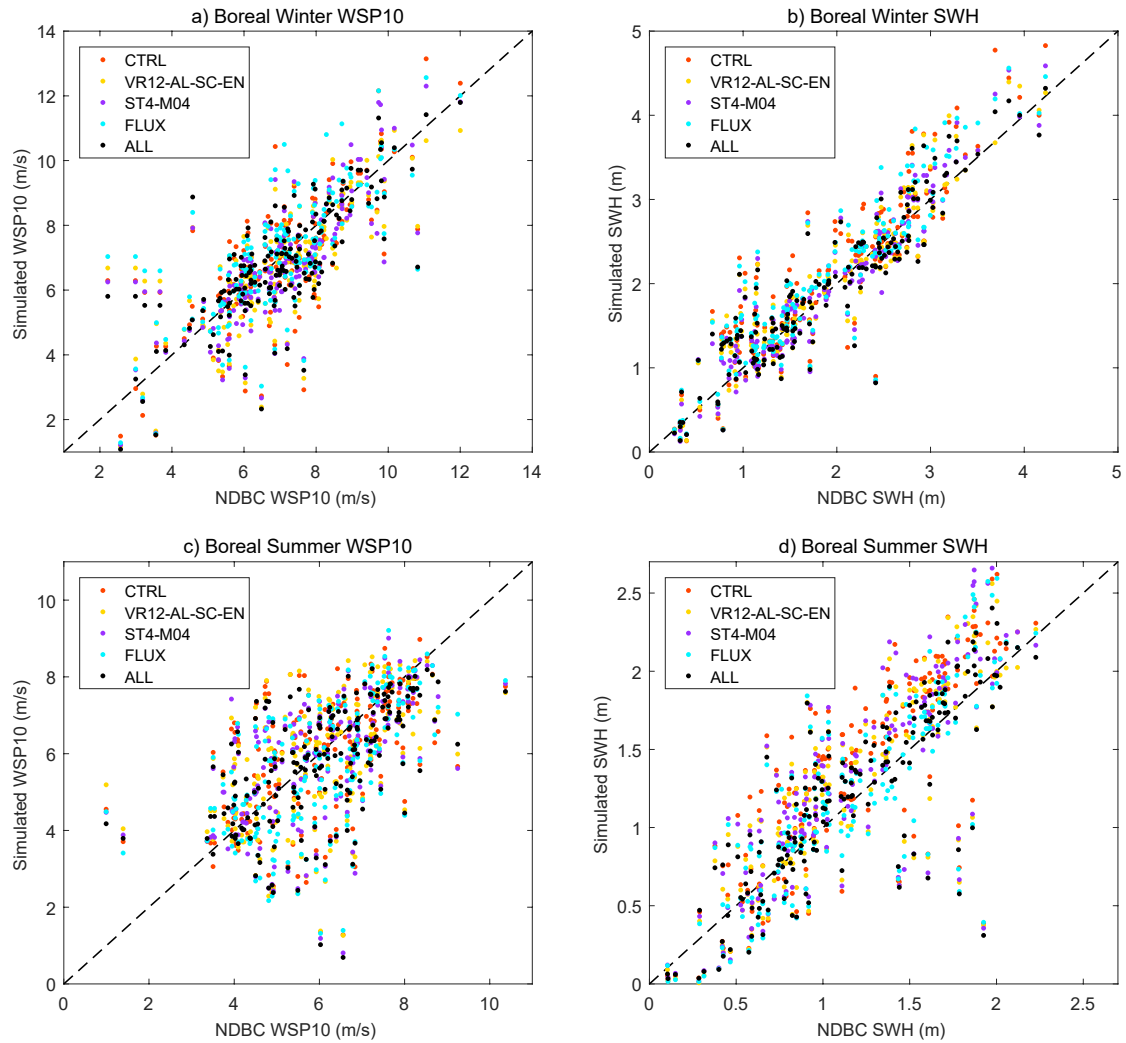 a) Boreal Winter WSP10
14
12
10
8
6
4
2
Simulated WSP10 (m/s)
CTRL
VR12-AL-SC-EN
ST4-M04
FLUX
ALL
2 4 6 8 10 12 14
NDBC WSP10 (m/s)
b) Boreal Winter SWH
5
4
3
2
1
0
Simulated SWH (m)
CTRL
VR12-AL-SC-EN
ST4-M04
FLUX
ALL
0 1 2 3 4 5
NDBC SWH (m)
c) Boreal Summer WSP10
10
8
6
4
2
0
Simulated WSP10 (m/s)
CTRL
VR12-AL-SC-EN
ST4-M04
FLUX
ALL
0 2 4 6 8 10
NDBC WSP10 (m/s)
d) Boreal Summer SWH
2.5
2
1.5
1
0.5
0
Simulated SWH (m)
CTRL
VR12-AL-SC-EN
ST4-M04
FLUX
ALL
0 0.5 1 1.5 2 2.5
NDBC SWH (m)